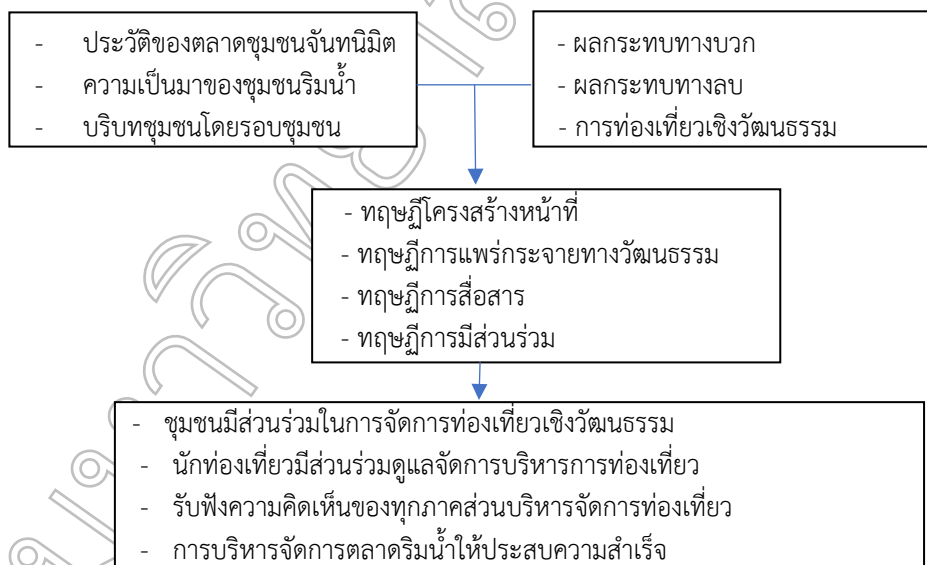 - ประวัติของตลาดชุมชนจันทนิมิต
- ความเป็นมาของชุมชนริมน้ำ
- บริบทชุมชนโดยรอบชุมชน
- ผลกระทบทางบวก
- ผลกระทบทางลบ
- การท่องเที่ยวเชิงวัฒนธรรม
- ทฤษฎีโครงสร้างหน้าที่
- ทฤษฎีการแพร่กระจายทางวัฒนธรรม
- ทฤษฎีการสื่อสาร
- ทฤษฎีการมีส่วนร่วม
- ชุมชนมีส่วนร่วมในการจัดการท่องเที่ยวเชิงวัฒนธรรม
- นักท่องเที่ยวมีส่วนร่วมดูแลจัดการบริหารการท่องเที่ยว
- รับฟังความคิดเห็นของทุกภาคส่วนบริหารจัดการท่องเที่ยว
- การบริหารจัดการตลาดริมน้ำให้ประสบความสำเร็จ